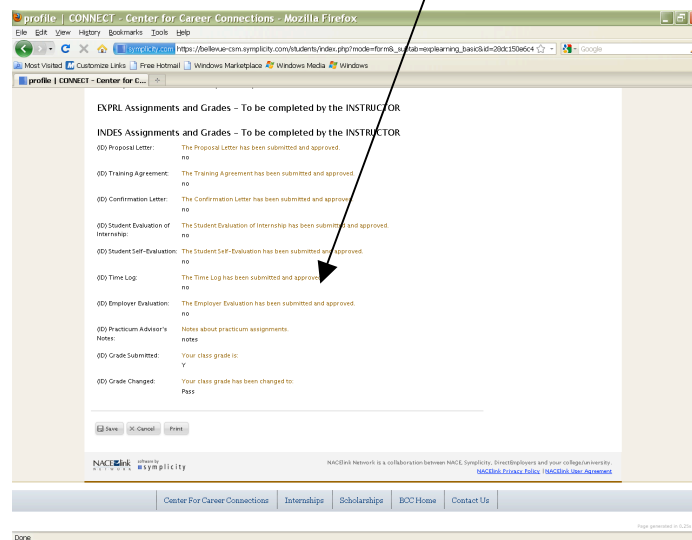 profile | CONNECT - Center for Career Connections - Mozilla Firefox
File Edit View History Bookmarks Tools Help
symplicity.com https://bellevue-csm.symplicity.com/students/index.php?mode=form&_subtab=explearning_basic&id=28dc150e6c4 Google
Most Visited Customize Links Free Hotmail Windows Marketplace Windows Media Windows
profile | CONNECT - Center for C...
EXPRL Assignments and Grades – To be completed by the INSTRUCTOR
INDES Assignments and Grades – To be completed by the INSTRUCTOR
(ID) Proposal Letter: The Proposal Letter has been submitted and approved.
no
(ID) Training Agreement: The Training Agreement has been submitted and approved.
no
(ID) Confirmation Letter: The Confirmation Letter has been submitted and approved.
no
(ID) Student Evaluation of Internship: The Student Evaluation of Internship has been submitted and approved.
no
(ID) Student Self-Evaluation: The Student Self-Evaluation has been submitted and approved.
no
(ID) Time Log: The Time Log has been submitted and approved.
no
(ID) Employer Evaluation: The Employer Evaluation has been submitted and approved.
no
(ID) Practicum Advisor's Notes: Notes about practicum assignments.
notes
(ID) Grade Submitted: Your class grade is:
Y
(ID) Grade Changed: Your class grade has been changed to:
Pass
Save Cancel Print
NACElink NETWORK software by symplicity
NACElink Network is a collaboration between NACE, Symplicity, DirectEmployers and your college/university.
NACElink Privacy Policy | NACElink User Agreement
Center For Career Connections Internships Scholarships BCC Home Contact Us
Page generated in
Done